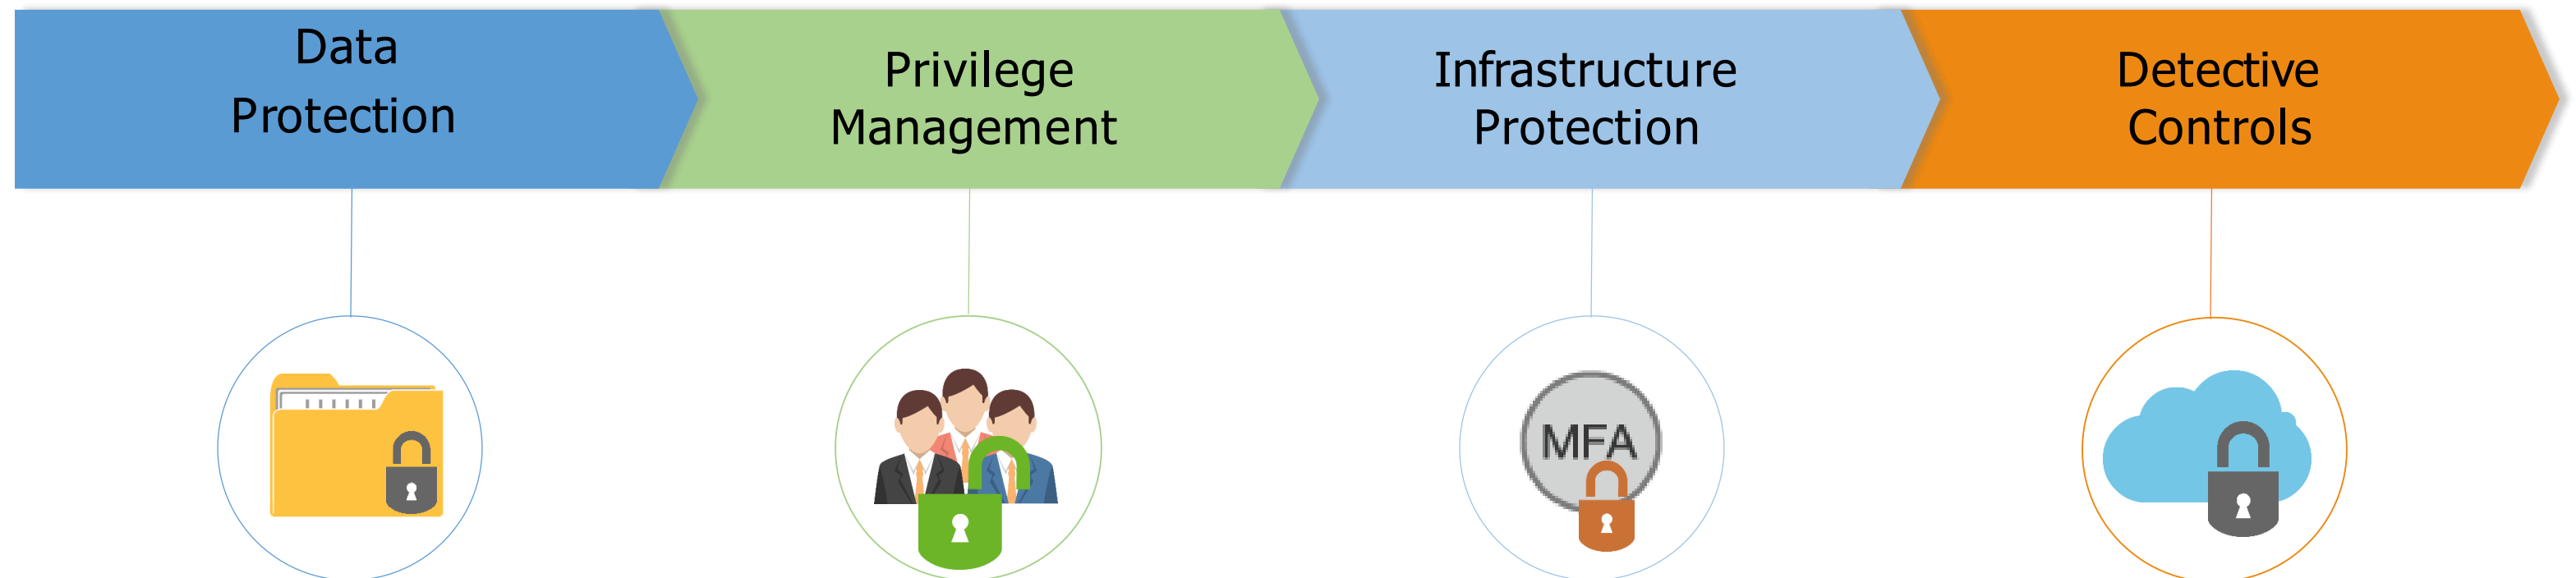 Data
Protection
Privilege
Management
Infrastructure
Protection
Detective
Controls
MFA